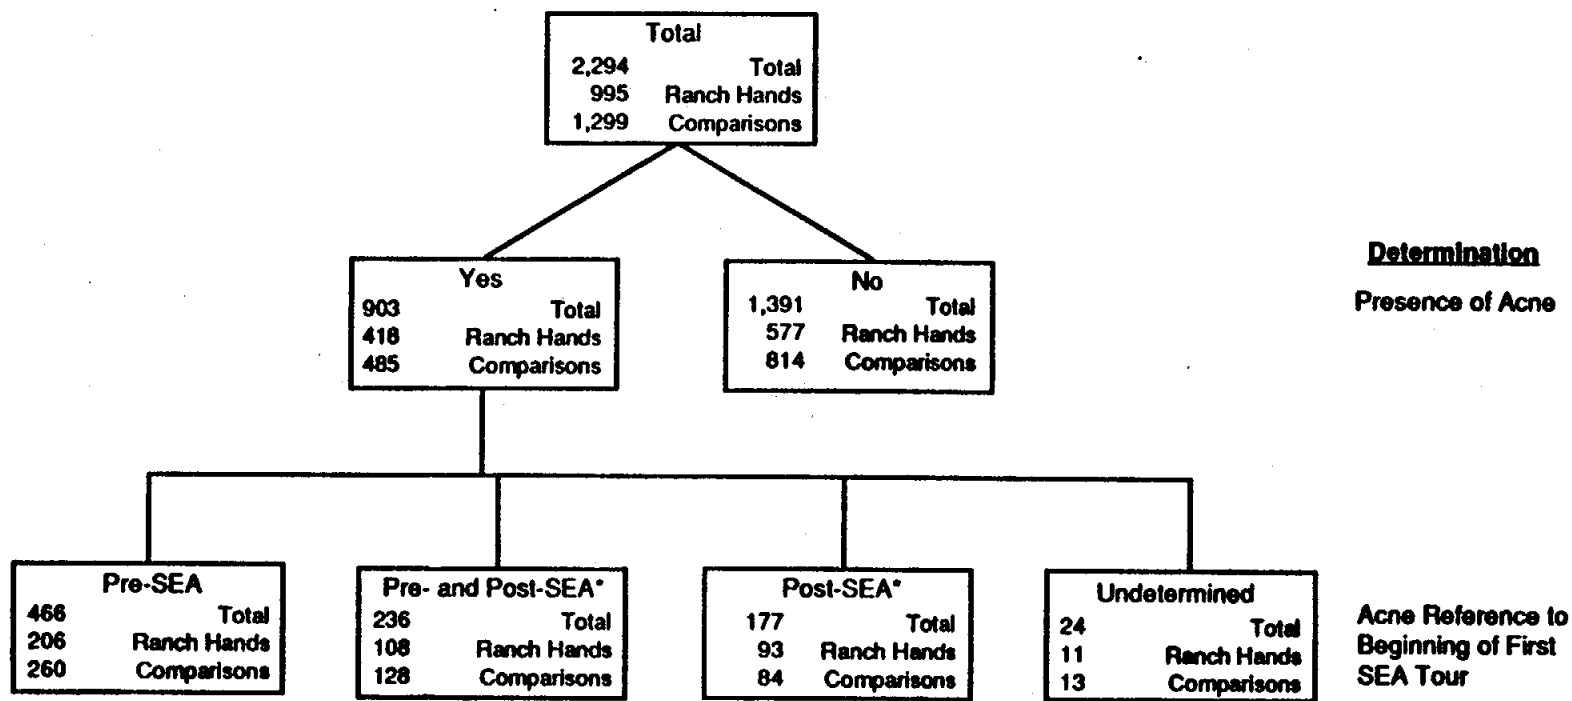 Total
2,294 Total
995 Ranch Hands
1,299 Comparisons
Yes
903 Total
418 Ranch Hands
485 Comparisons
No
1,391 Total
577 Ranch Hands
814 Comparisons
Determination
Presence of Acne
Pre-SEA
466 Total
206 Ranch Hands
260 Comparisons
Pre- and Post-SEA*
236 Total
108 Ranch Hands
128 Comparisons
Post-SEA*
177 Total
93 Ranch Hands
84 Comparisons
Undetermined
24 Total
11 Ranch Hands
13 Comparisons
Acne Reference to
Beginning of First
SEA Tour